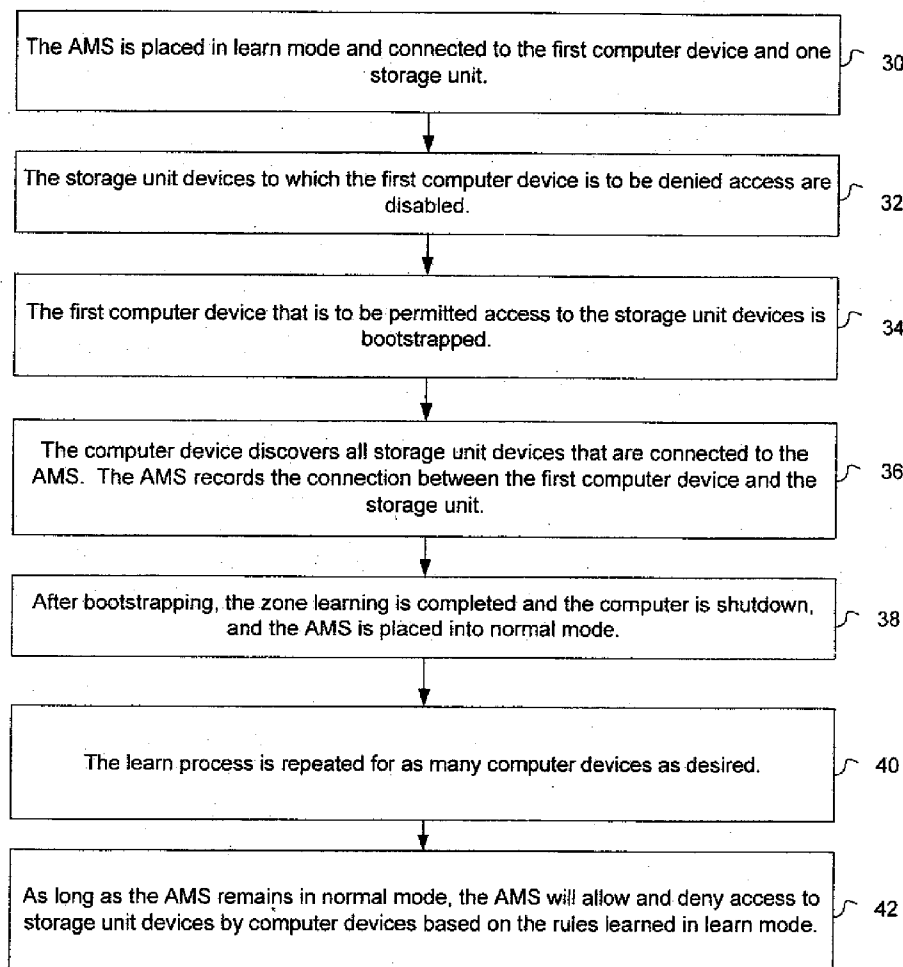 The AMS is placed in learn mode and connected to the first computer device and one
storage unit.
30
The storage unit devices to which the first computer device is to be denied access are
disabled.
32
The first computer device that is to be permitted access to the storage unit devices is
bootstrapped.
34
The computer device discovers all storage unit devices that are connected to the
AMS. The AMS records the connection between the first computer device and the
storage unit.
36
After bootstrapping, the zone learning is completed and the computer is shutdown,
and the AMS is placed into normal mode.
38
The learn process is repeated for as many computer devices as desired.
40
As long as the AMS remains in normal mode, the AMS will allow and deny access to
storage unit devices by computer devices based on the rules learned in learn mode.
42